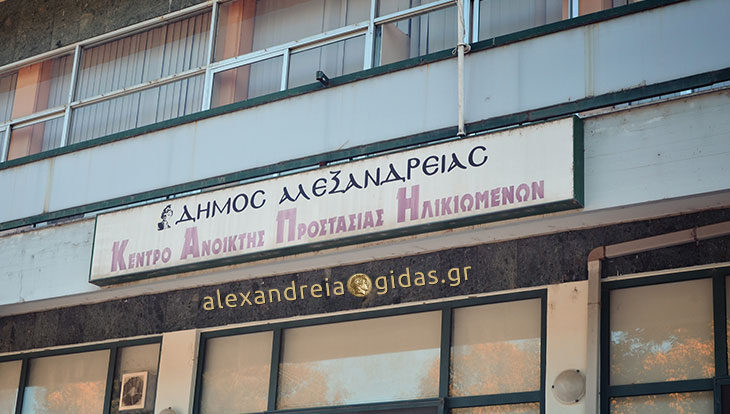 ΔΗΜΟΣ ΑΛΕΞΑΝΔΡΕΙΑΣ
ΚΕΝΤΡΟ ΑΝΟΙΚΤΗΣ ΠΡΟΣΤΑΣΙΑΣ ΗΛΙΚΙΩΜΕΝΩΝ
alexandreia gidas.gr